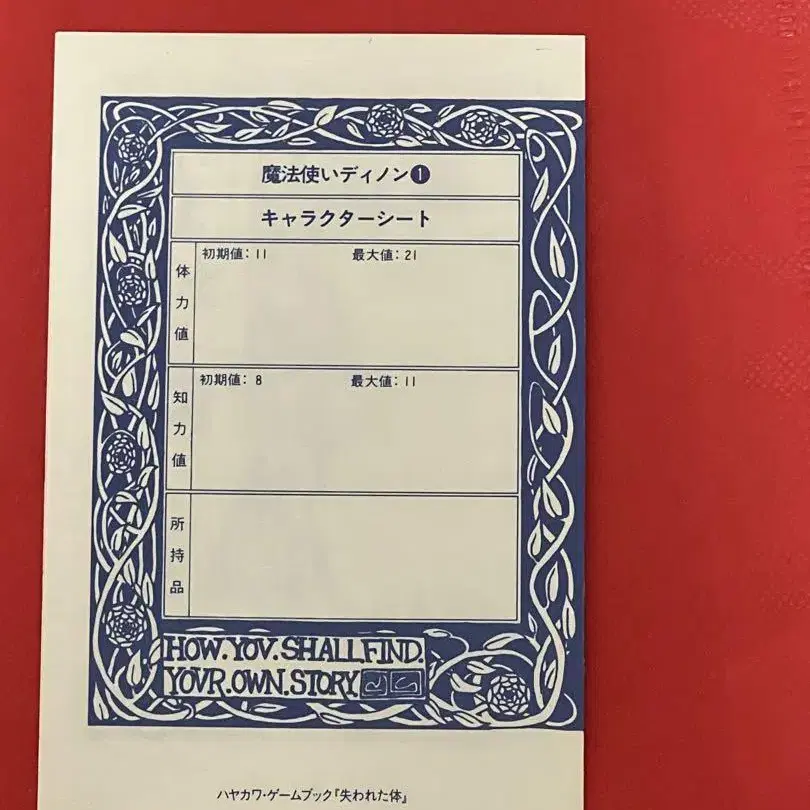 魔法使いディノン❶
キャラクターシート
体力値
初期値：11 最大値：21
知力値
初期値：8 最大値：11
所持品
HOW.YOV.SHALL.FIND.
YOVR.OWN.STORY
ハヤカワ・ゲームブック『失われた体』